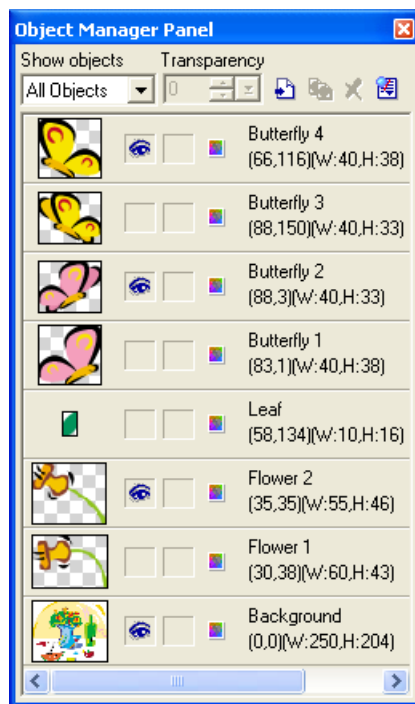 Object Manager Panel
Show objects Transparency
All Objects 0
Butterfly 4
(66,116)(W:40,H:38)
Butterfly 3
(88,150)(W:40,H:33)
Butterfly 2
(88,3)(W:40,H:33)
Butterfly 1
(83,1)(W:40,H:38)
Leaf
(58,134)(W:10,H:16)
Flower 2
(35,35)(W:55,H:46)
Flower 1
(30,38)(W:60,H:43)
Background
(0,0)(W:250,H:204)